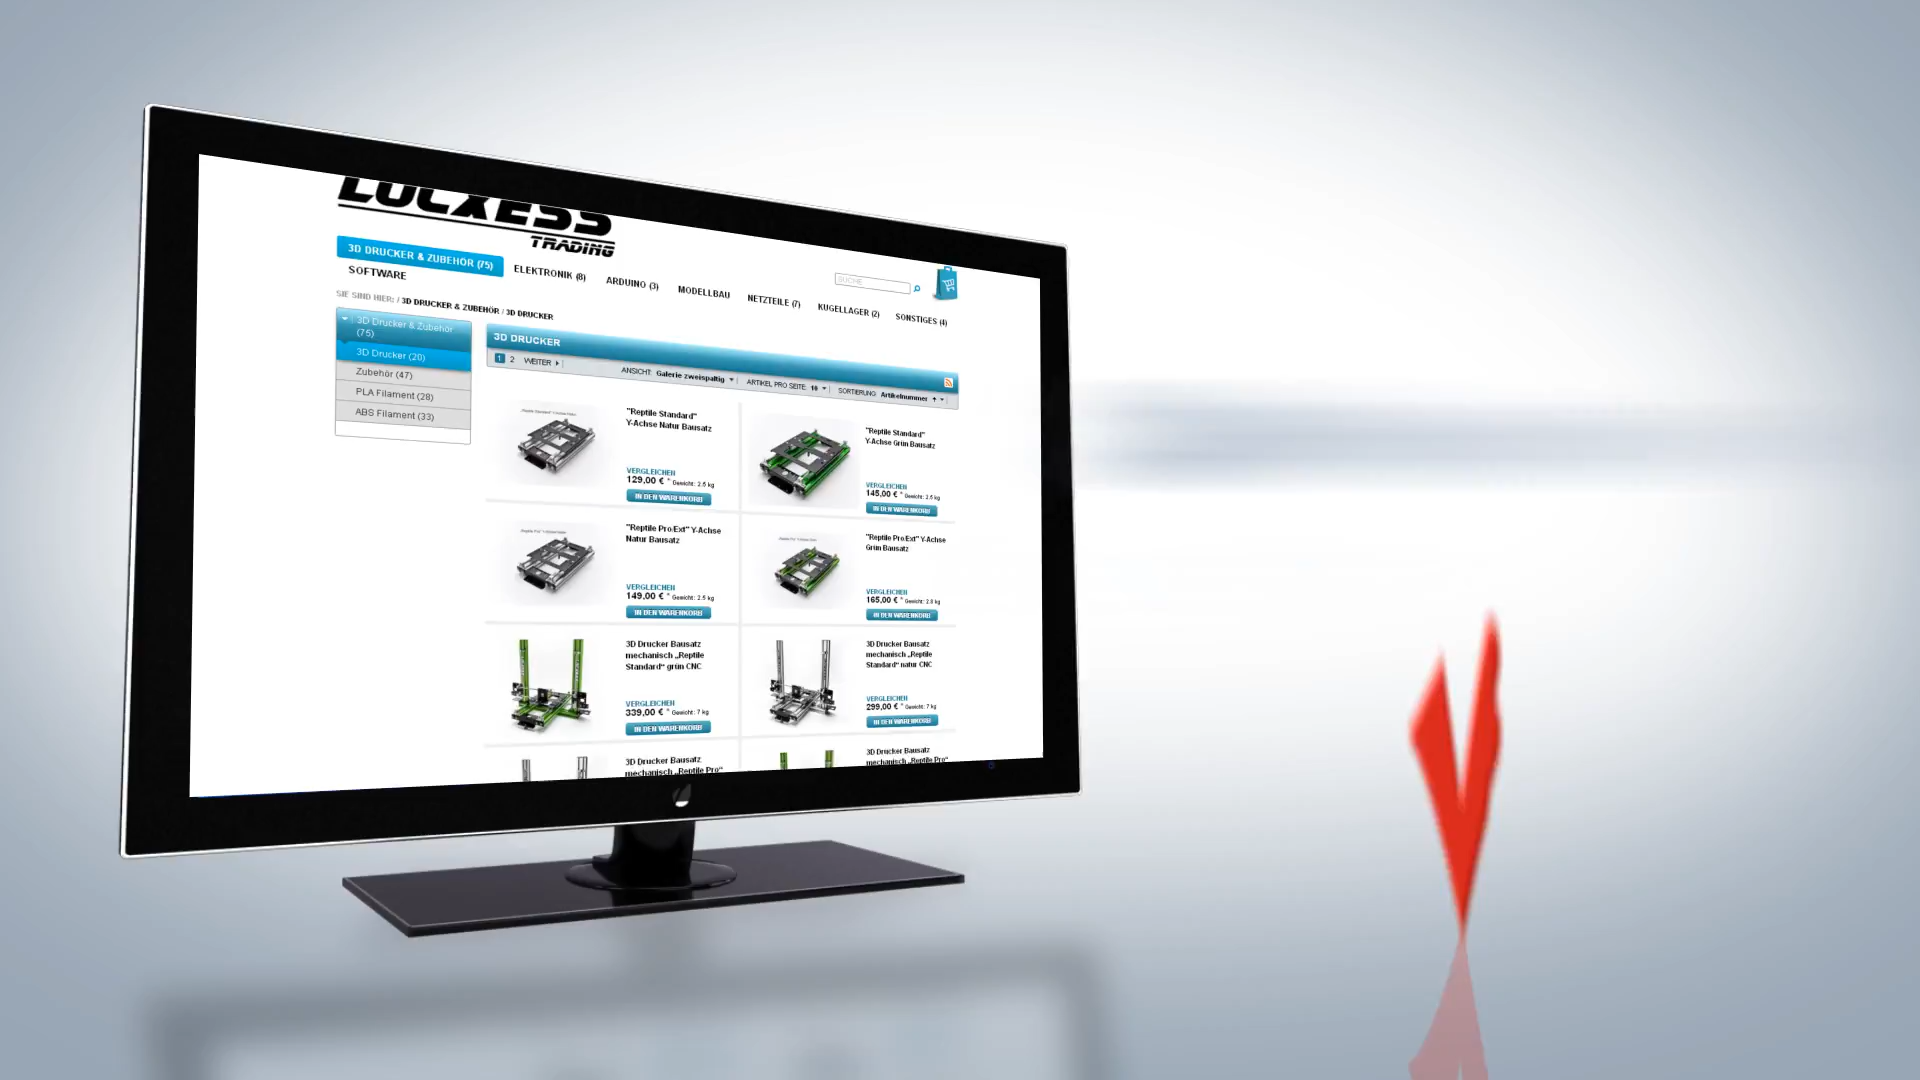 LUCXESS
TRADING
3D DRUCKER & ZUBEHÖR (75)
ELEKTRONIK (8)
ARDUINO (3)
MODELLBAU
NETZTEILE (7)
KUGELLAGER (2)
SONSTIGES (4)
SOFTWARE
SUCHE
SIE SIND HIER: / 3D DRUCKER & ZUBEHÖR / 3D DRUCKER
3D Drucker & Zubehör
(75)
3D Drucker (20)
Zubehör (47)
PLA Filament (28)
ABS Filament (33)
3D DRUCKER
1 2 WEITER
ANSICHT: Galerie zweispaltig
ARTIKEL PRO SEITE: 10
SORTIERUNG: Artikelnummer
"Reptile Standard"
Y-Achse Natur Bausatz
VERGLEICHEN
129,00 € * Gewicht: 2.5 kg
IN DEN WARENKORB
"Reptile Standard"
Y-Achse Grün Bausatz
VERGLEICHEN
145,00 € * Gewicht: 2.5 kg
IN DEN WARENKORB
"Reptile Pro/Ext" Y-Achse
Natur Bausatz
VERGLEICHEN
149,00 € * Gewicht: 2.5 kg
IN DEN WARENKORB
"Reptile Pro/Ext" Y-Achse
Grün Bausatz
VERGLEICHEN
165,00 € * Gewicht: 2.8 kg
IN DEN WARENKORB
3D Drucker Bausatz
mechanisch „Reptile
Standard" grün CNC
VERGLEICHEN
339,00 € * Gewicht: 7 kg
IN DEN WARENKORB
3D Drucker Bausatz
mechanisch „Reptile
Standard" natur CNC
VERGLEICHEN
299,00 € * Gewicht: 7 kg
IN DEN WARENKORB
3D Drucker Bausatz
mechanisch „Reptile Pro"
3D Drucker Bausatz
mechanisch „Reptile Pro"